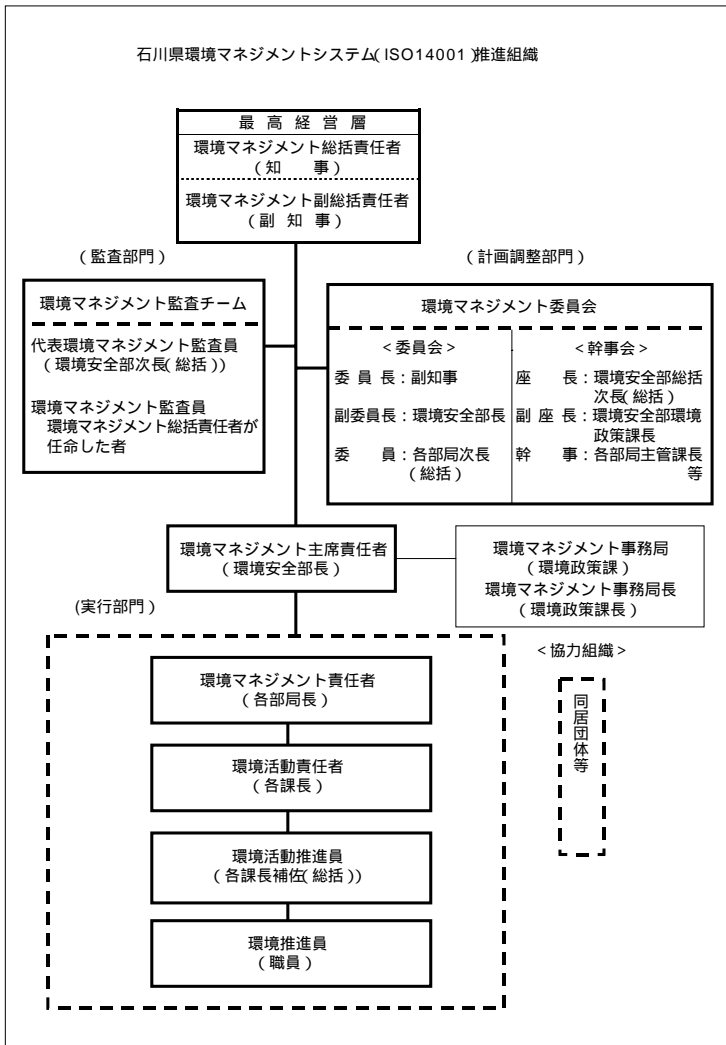 石川県環境マネジメントシステム(ISO14001)推進組織
最高経営層
環境マネジメント総括責任者
(知事)
環境マネジメント副総括責任者
(副知事)
(監査部門)
(計画調整部門)
環境マネジメント監査チーム
代表環境マネジメント監査員
(環境安全部次長(総括))
環境マネジメント監査員
環境マネジメント総括責任者が
任命した者
環境マネジメント委員会
<委員会>
委員長:副知事
副委員長:環境安全部長
委員:各部局次長
(総括)
<幹事会>
座長:環境安全部総括
次長(総括)
副座長:環境安全部環境
政策課長
幹事:各部局主管課長
等
環境マネジメント主席責任者
(環境安全部長)
環境マネジメント事務局
(環境政策課)
環境マネジメント事務局長
(環境政策課長)
(実行部門)
<協力組織>
環境マネジメント責任者
(各部局長)
同居団体等
環境活動責任者
(各課長)
環境活動推進員
(各課長補佐(総括))
環境推進員
(職員)